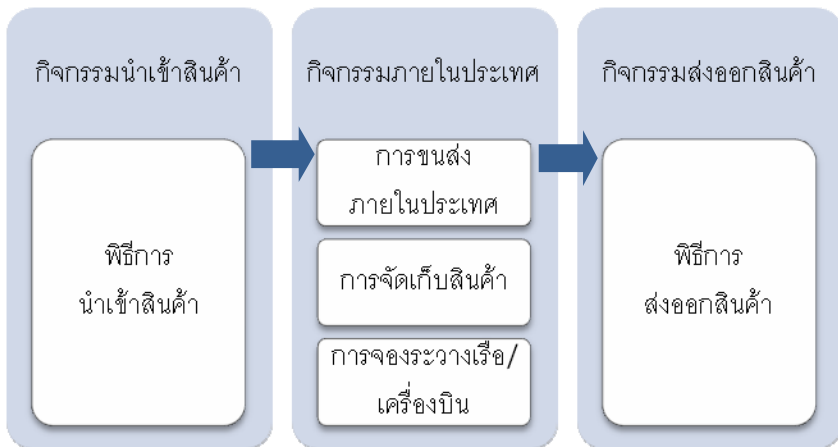 กิจกรรมนำเข้าสินค้า
พิธีการ
นำเข้าสินค้า
กิจกรรมภายในประเทศ
การขนส่ง
ภายในประเทศ
การจัดเก็บสินค้า
การจองระวางเรือ/
เครื่องบิน
กิจกรรมส่งออกสินค้า
พิธีการ
ส่งออกสินค้า